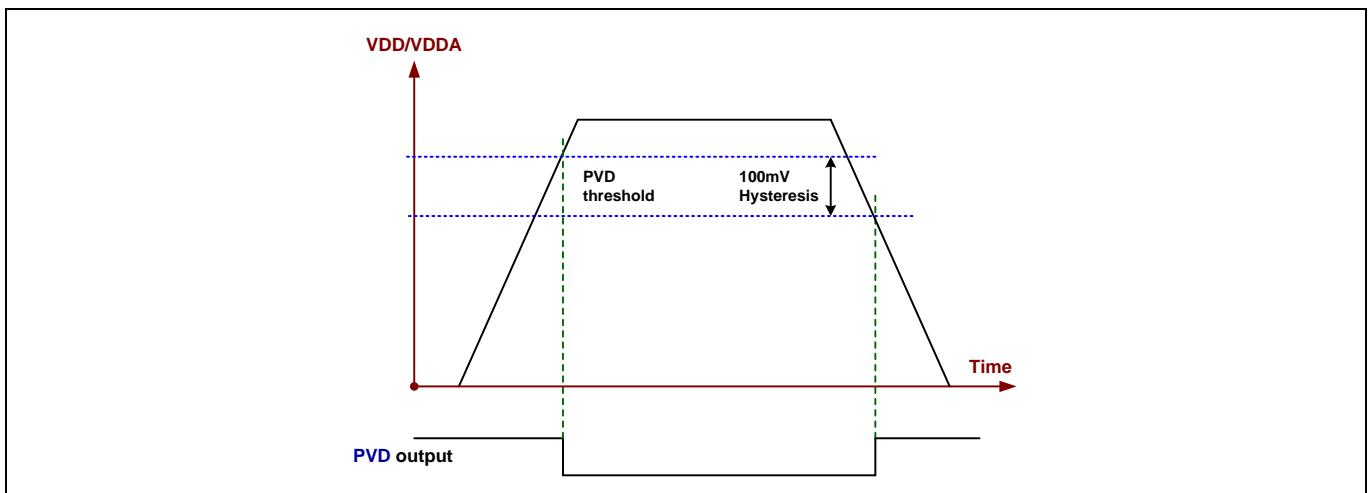 VDD/VDDA
PVD
threshold
100mV
Hysteresis
Time
PVD output